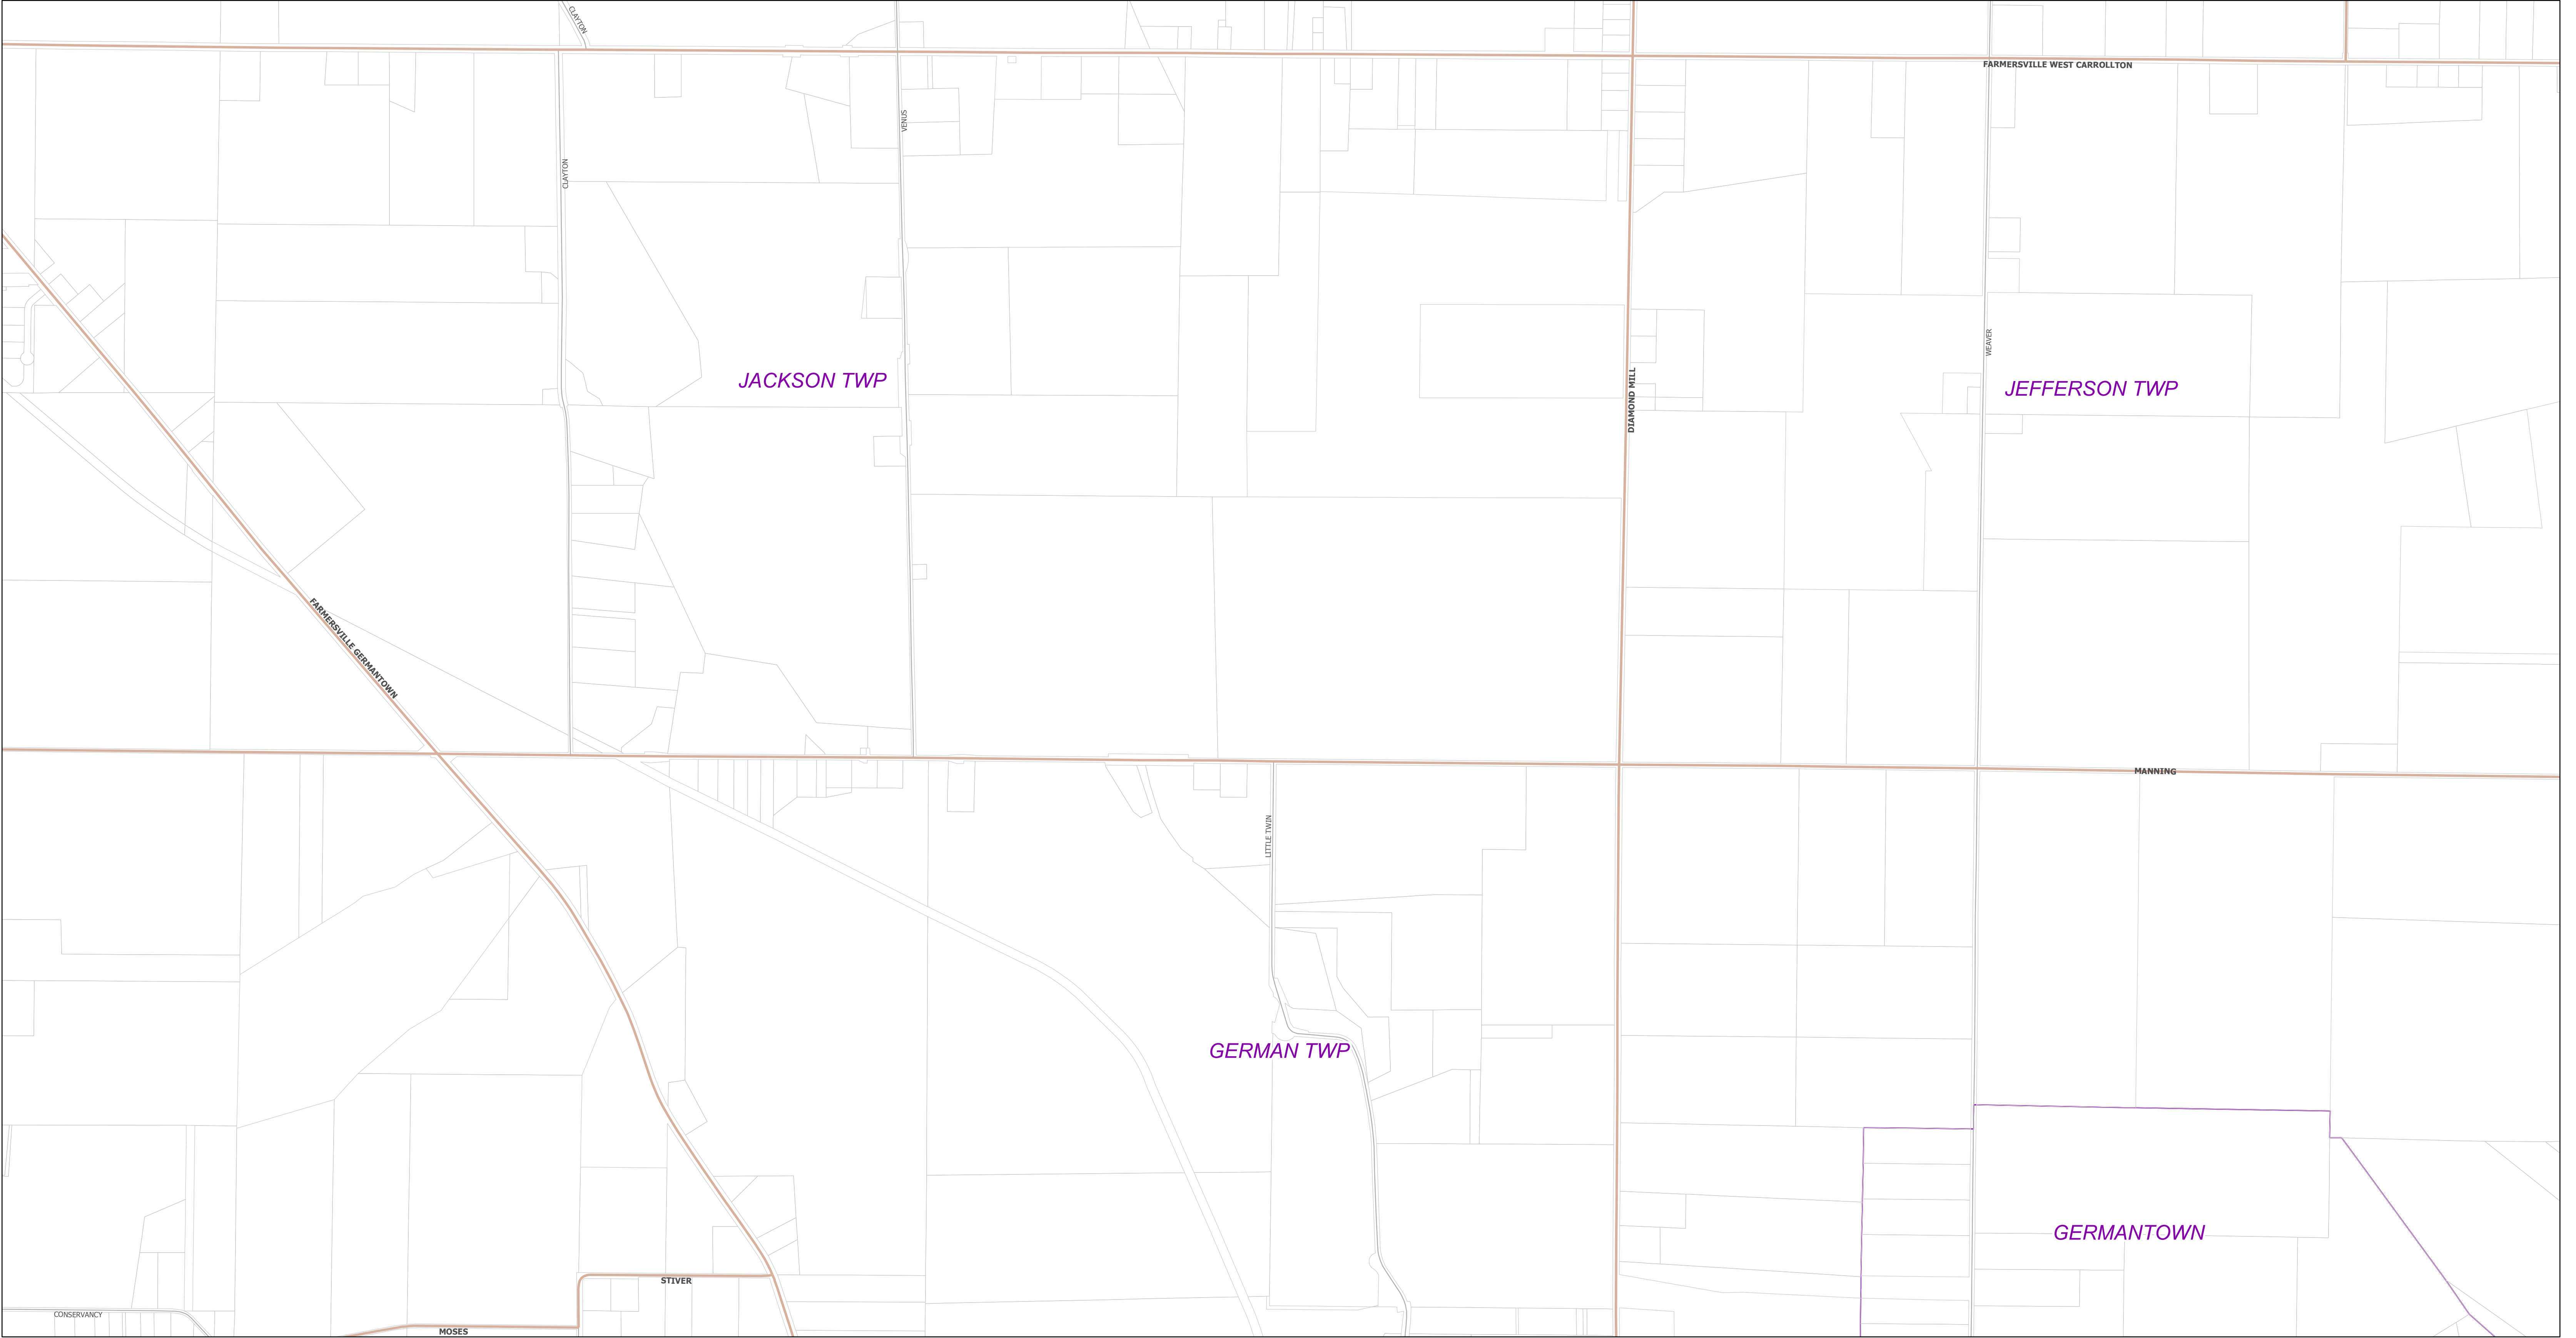 CLAYTON
FARMERSVILLE WEST CARROLLTON
VENUS
CLAYTON
WEAVER
JACKSON TWP
JEFFERSON TWP
DIAMOND MILL
FARMERSVILLE GERMANTOWN
MANNING
LITTLE TWIN
GERMAN TWP
GERMANTOWN
STIVER
CONSERVANCY
MOSES